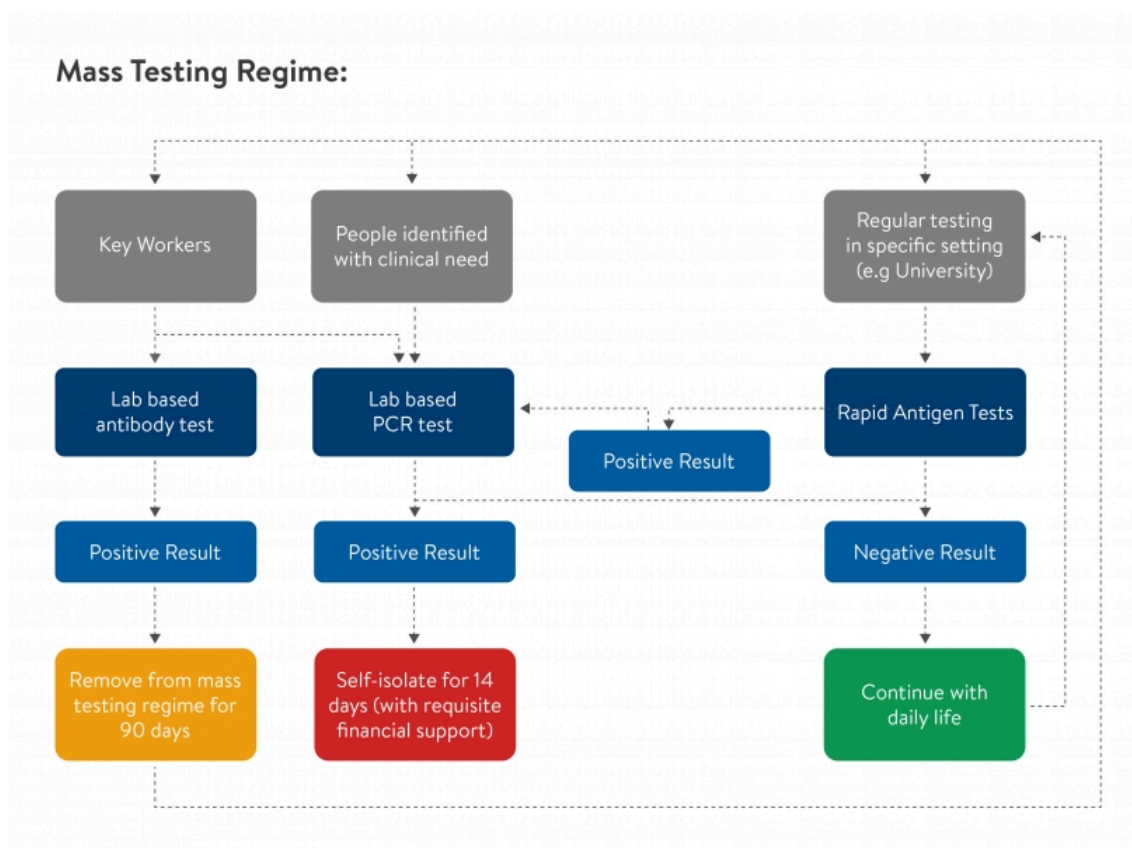 Mass Testing Regime:
Key Workers
People identified
with clinical need
Regular testing
in specific setting
(e.g University)
Lab based
antibody test
Lab based
PCR test
Rapid Antigen Tests
Positive Result
Positive Result
Positive Result
Negative Result
Remove from mass
testing regime for
90 days
Self-isolate for 14
days (with requisite
financial support)
Continue with
daily life